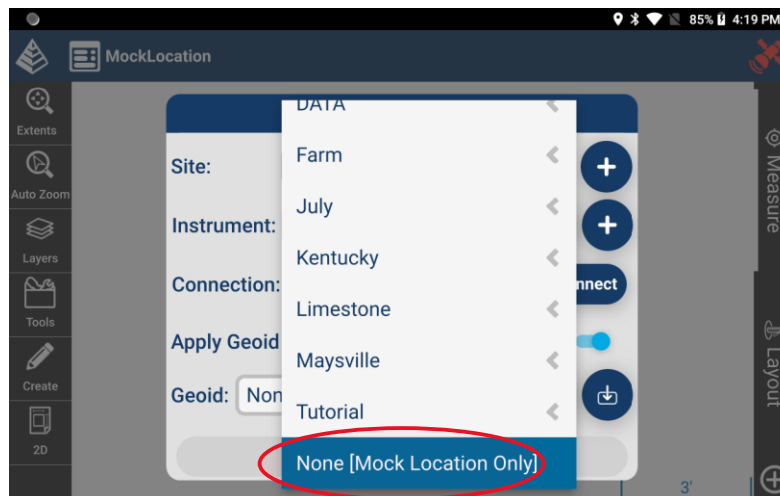 85% 4:19 PM
MockLocation
Extents
Auto Zoom
Layers
Tools
Create
2D
Site:
Instrument:
Connection:
Apply Geoid
Geoid: Non
DATA
Farm
July
Kentucky
Limestone
Maysville
Tutorial
None [Mock Location Only]
nnect
Measure
Layout
3'